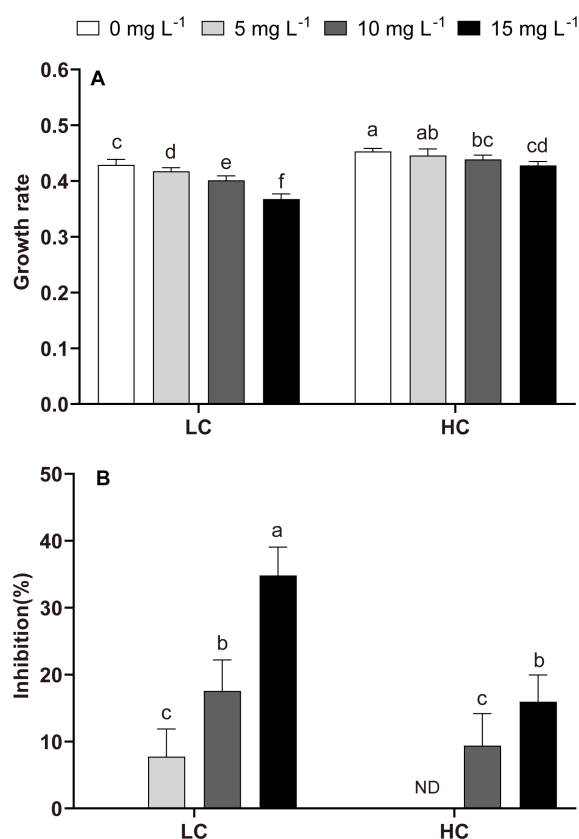 0 mg L⁻¹ 5 mg L⁻¹ 10 mg L⁻¹ 15 mg L⁻¹
A
0.6
0.5
0.4
0.3
0.2
0.1
0.0
Growth rate
c d e f a ab bc cd
LC HC
B
50
40
30
20
10
0
Inhibition(%)
c b a ND c b
LC HC